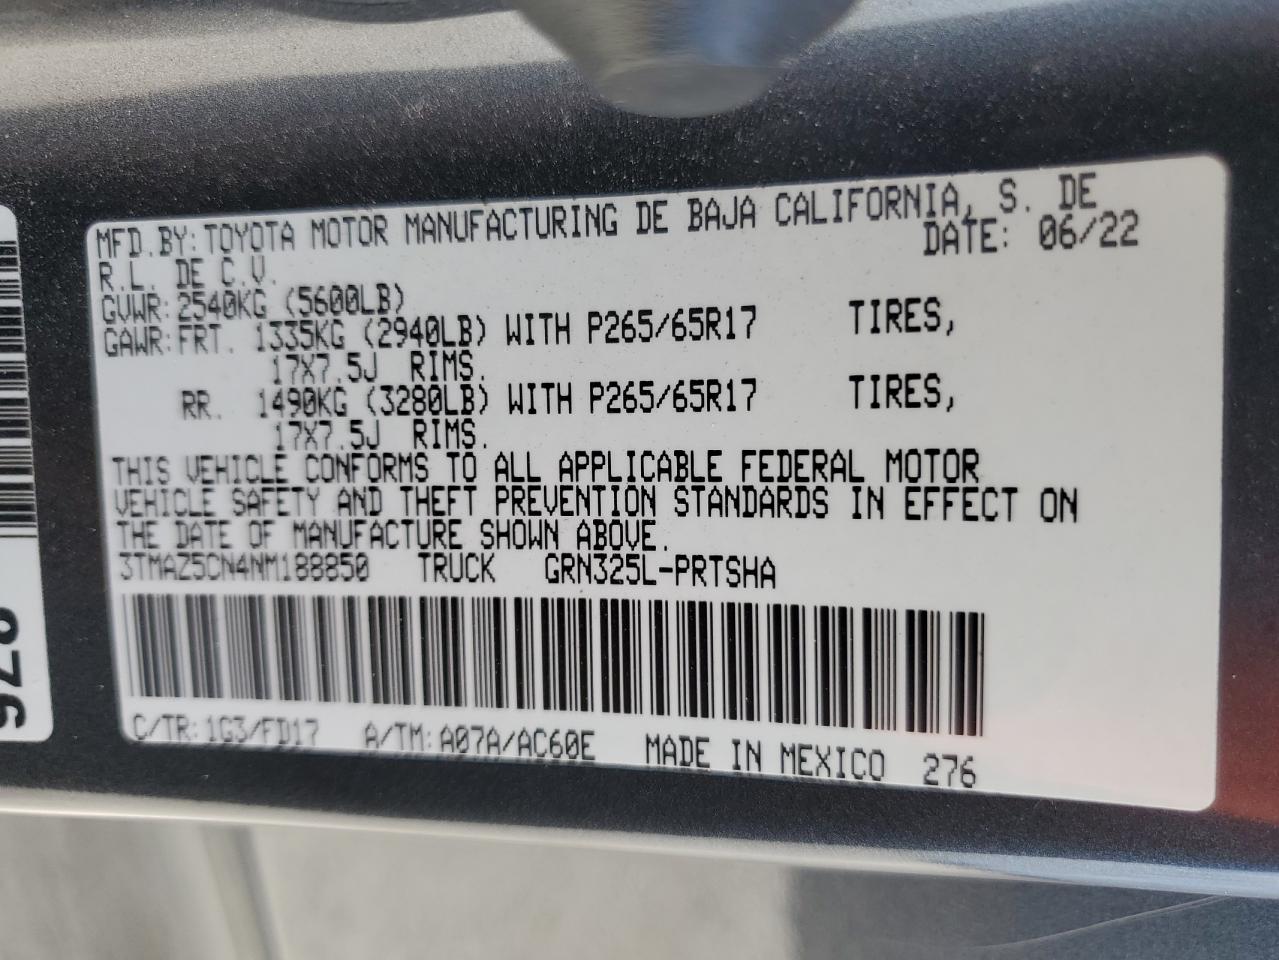 MFD.BY:TOYOTA MOTOR MANUFACTURING DE BAJA CALIFORNIA, S. DE
R.L. DE C.V. DATE: 06/22
GVWR:2540KG (5600LB)
GAWR:FRT. 1335KG (2940LB) WITH P265/65R17 TIRES,
17X7.5J RIMS.
RR. 1490KG (3280LB) WITH P265/65R17 TIRES,
17X7.5J RIMS.
THIS VEHICLE CONFORMS TO ALL APPLICABLE FEDERAL MOTOR
VEHICLE SAFETY AND THEFT PREVENTION STANDARDS IN EFFECT ON
THE DATE OF MANUFACTURE SHOWN ABOVE.
3TMAZ5CN4NM188850 TRUCK GRN325L-PRTSHA
C/TR:1G3/FD17 A/TM:A07A/AC60E MADE IN MEXICO 276
976